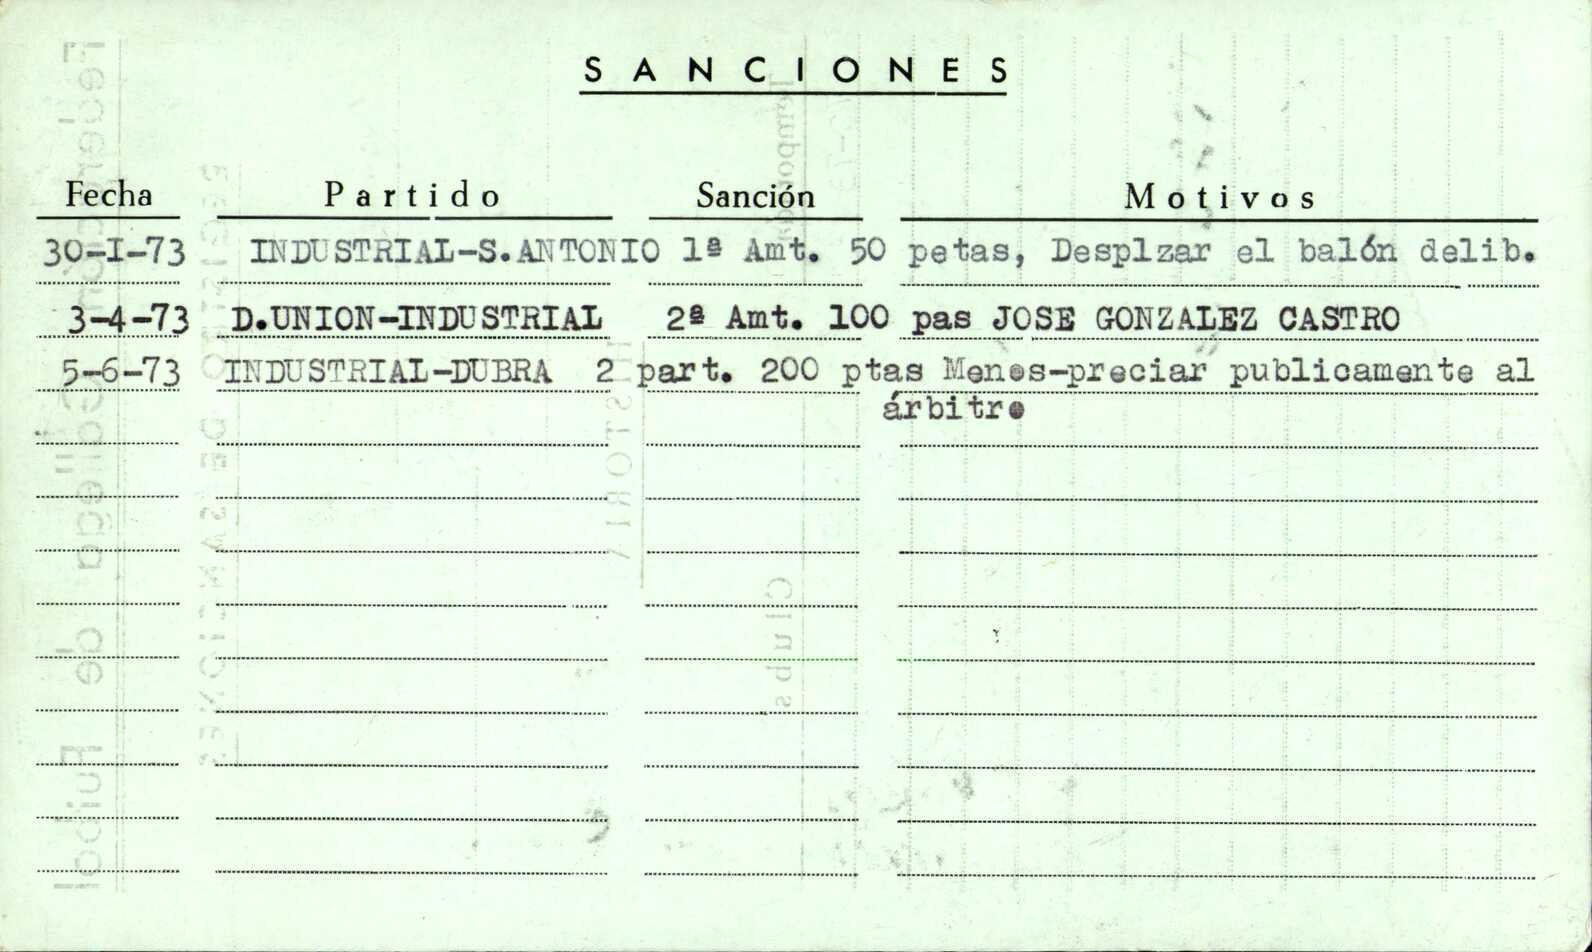 SANCIONES
Fecha Partido Sanción Motivos
30-I-73 INDUSTRIAL-S.ANTONIO 1ª Amt. 50 petas, Desplzar el balón delib.
3-4-73 D.UNION-INDUSTRIAL 2ª Amt. 100 pas JOSE GONZALEZ CASTRO
5-6-73 INDUSTRIAL-DUBRA 2 part. 200 ptas Menos-preciar publicamente al
árbitro